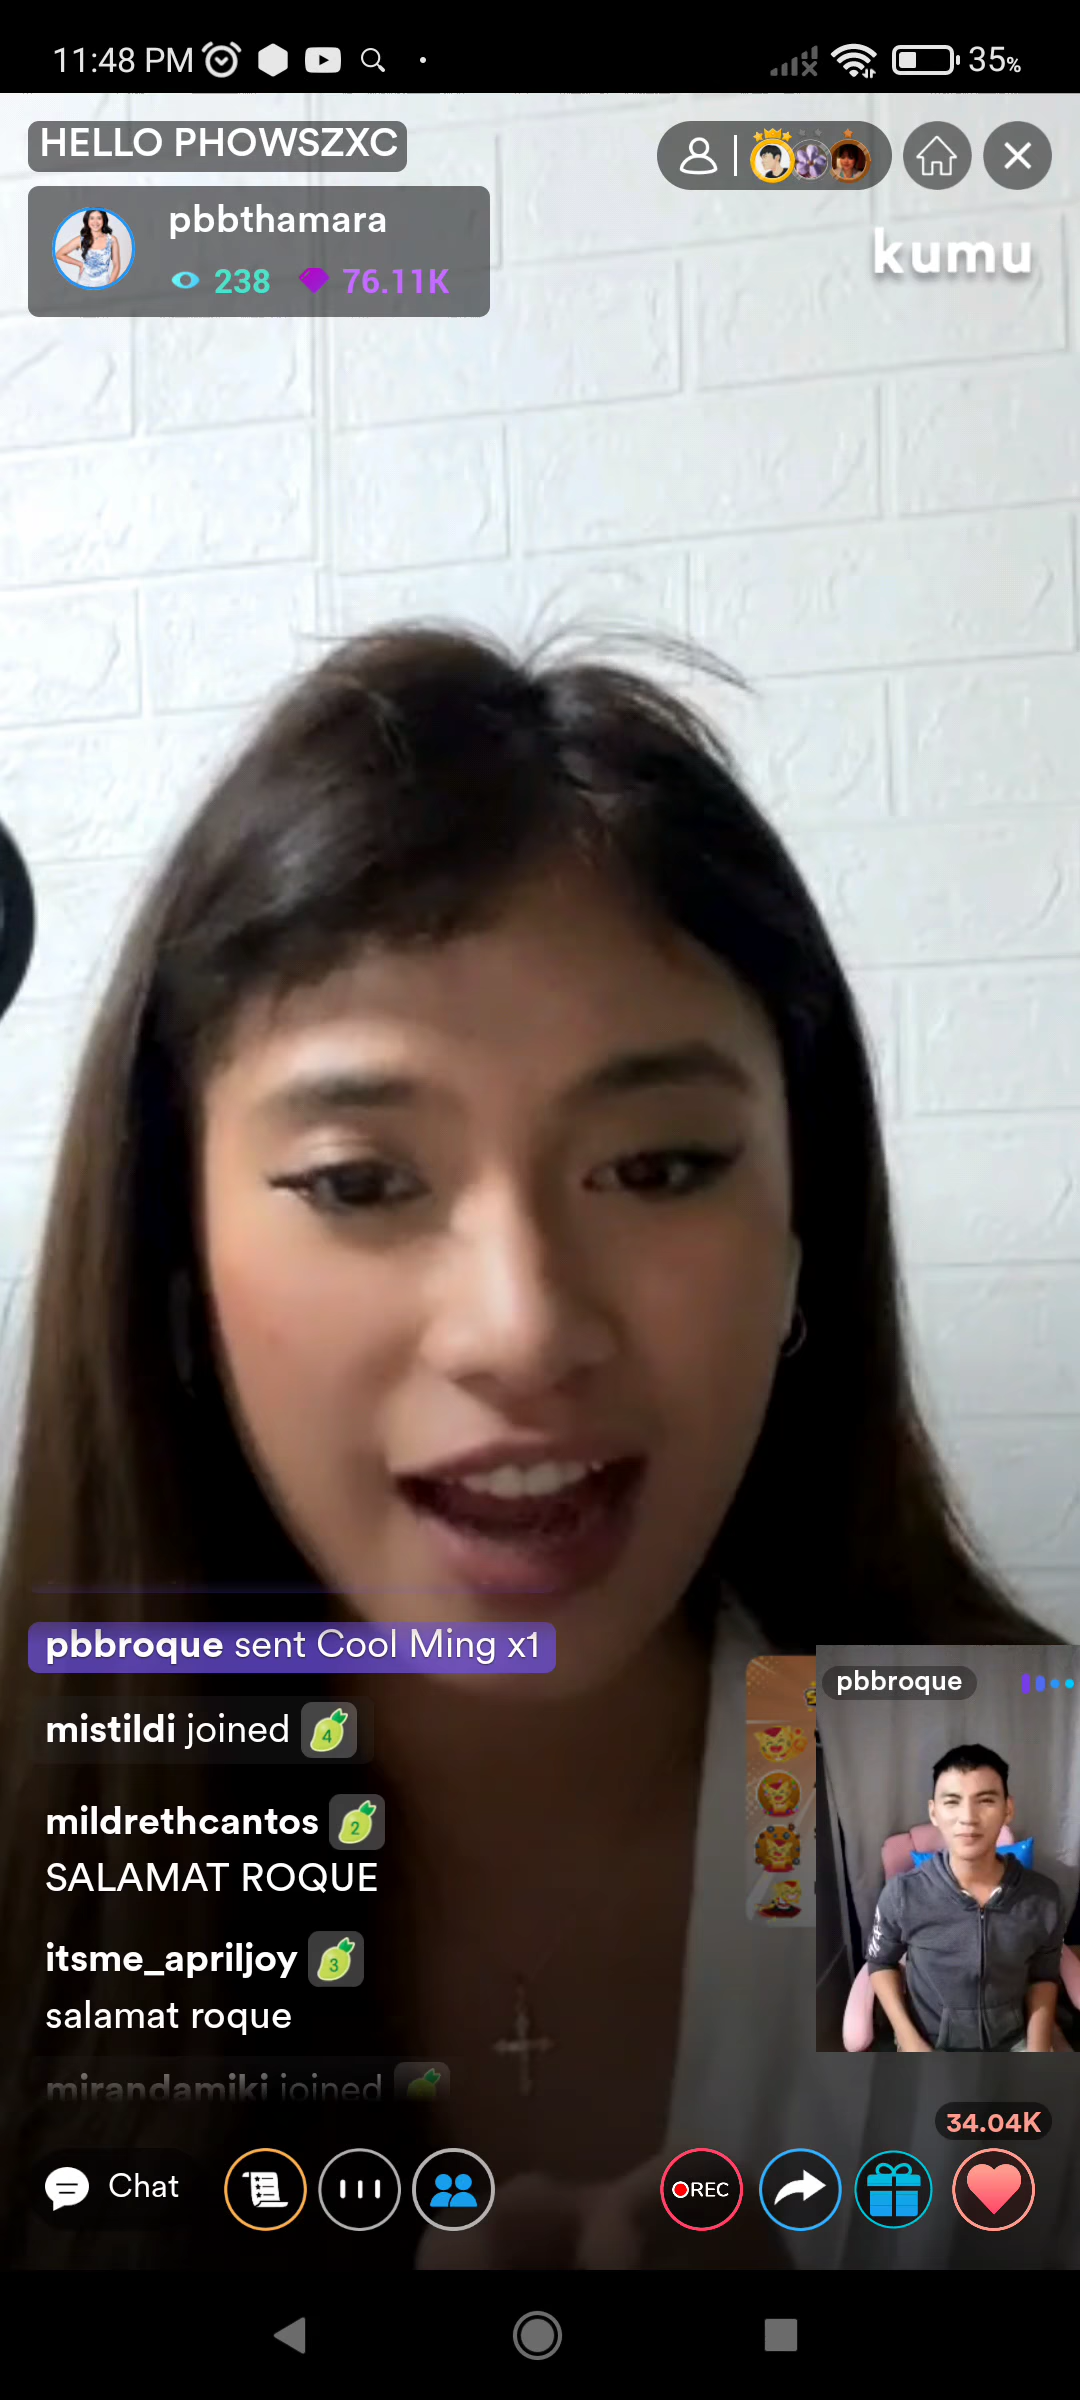 11:48 PM
35%
HELLO PHOWSZXC
pbbthamara
238 76.11K
kumu
pbbroque sent Cool Ming x1
mistildi joined 4
mildrethcantos 2
SALAMAT ROQUE
itsme_apriljoy 3
salamat roque
mirandamiki joined
pbbroque
34.04K
Chat
REC